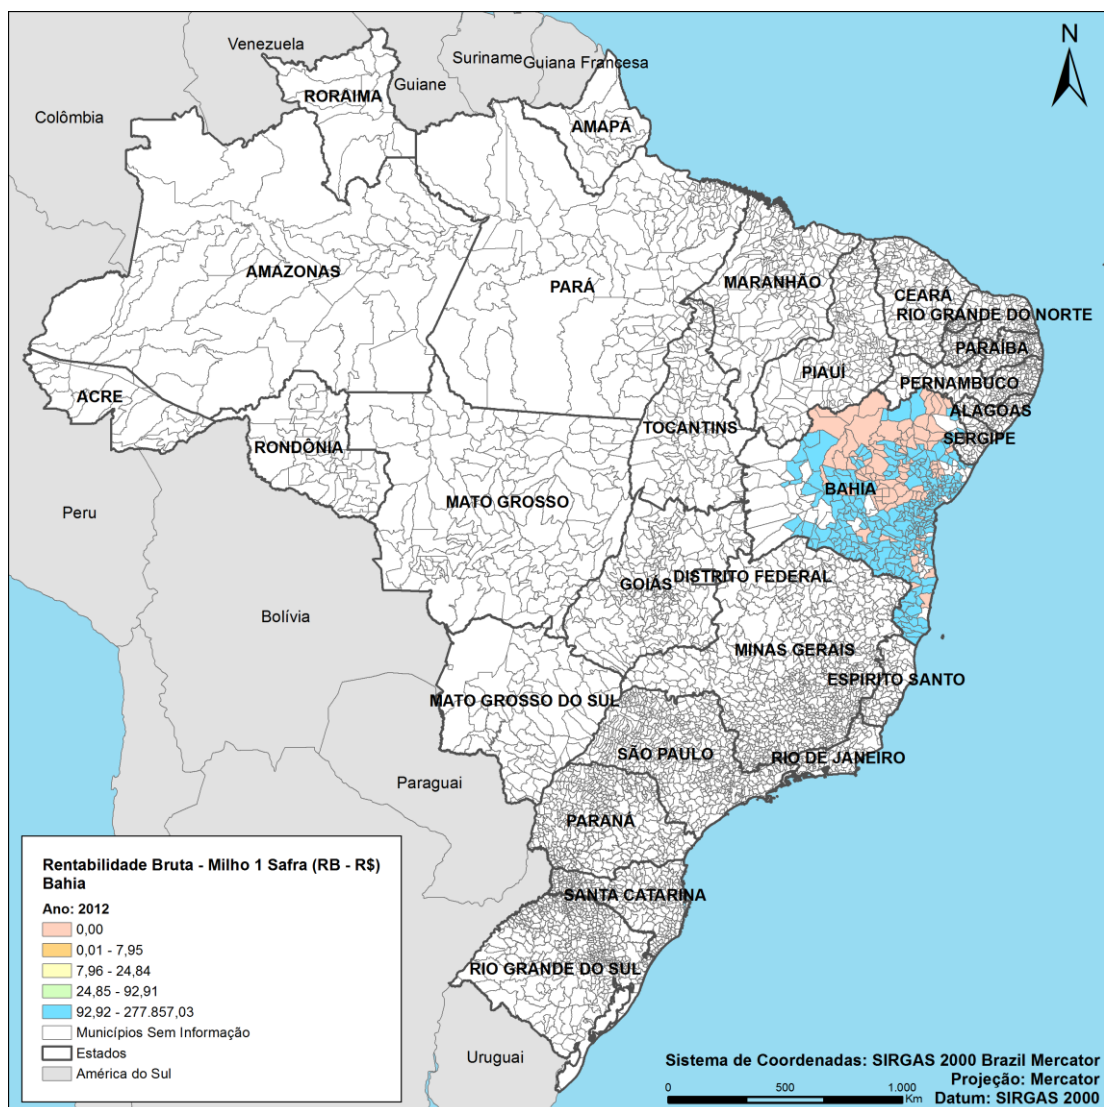 N
Venezuela
Suriname
Guiana Francesa
Guiane
RORAIMA
Colômbia
AMAPÁ
AMAZONAS
PARÁ
MARANHÃO
CEARÁ
RIO GRANDE DO NORTE
PARAÍBA
PIAUÍ
PERNAMBUCO
ACRE
ALAGOAS
TOCANTINS
SERGIPE
RONDÔNIA
BAHIA
MATO GROSSO
Peru
GOIÁS
DISTRITO FEDERAL
Bolívia
MINAS GERAIS
ESPIRITO SANTO
MATO GROSSO DO SUL
SÃO PAULO
RIO DE JANEIRO
Paraguai
PARANÁ
SANTA CATARINA
RIO GRANDE DO SUL
Uruguai
Rentabilidade Bruta - Milho 1 Safra (RB - R$)
Bahia
Ano: 2012
0,00
0,01 - 7,95
7,96 - 24,84
24,85 - 92,91
92,92 - 277.857,03
Municípios Sem Informação
Estados
América do Sul
Sistema de Coordenadas: SIRGAS 2000 Brazil Mercator
Projeção: Mercator
Datum: SIRGAS 2000
0 500 1.000
Km